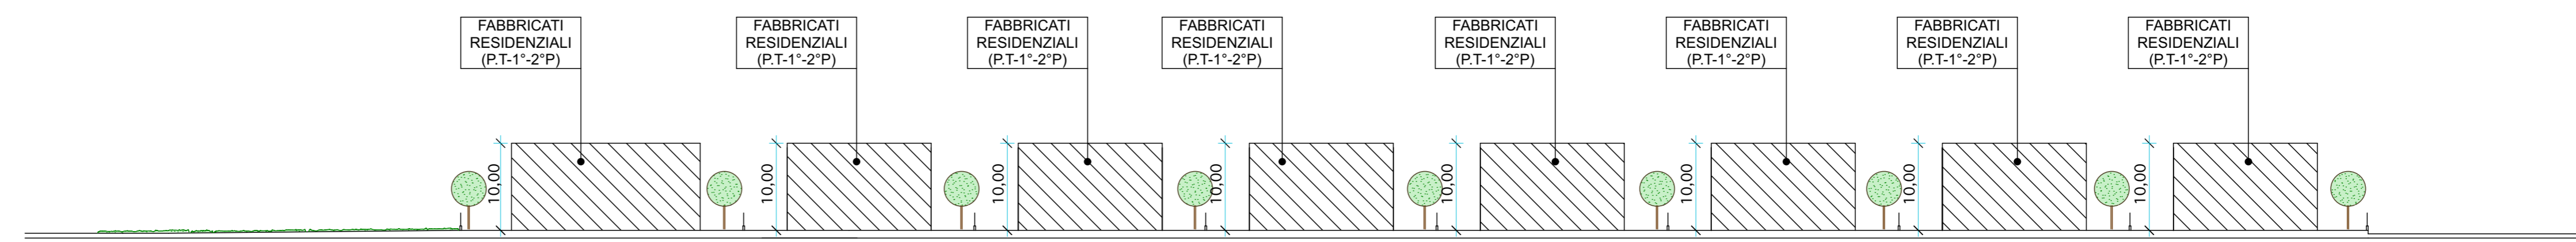 FABBRICATI
RESIDENZIALI
(P.T-1°-2°P)
FABBRICATI
RESIDENZIALI
(P.T-1°-2°P)
FABBRICATI
RESIDENZIALI
(P.T-1°-2°P)
FABBRICATI
RESIDENZIALI
(P.T-1°-2°P)
FABBRICATI
RESIDENZIALI
(P.T-1°-2°P)
FABBRICATI
RESIDENZIALI
(P.T-1°-2°P)
FABBRICATI
RESIDENZIALI
(P.T-1°-2°P)
FABBRICATI
RESIDENZIALI
(P.T-1°-2°P)
10,00
10,00
10,00
10,00
10,00
10,00
10,00
10,00